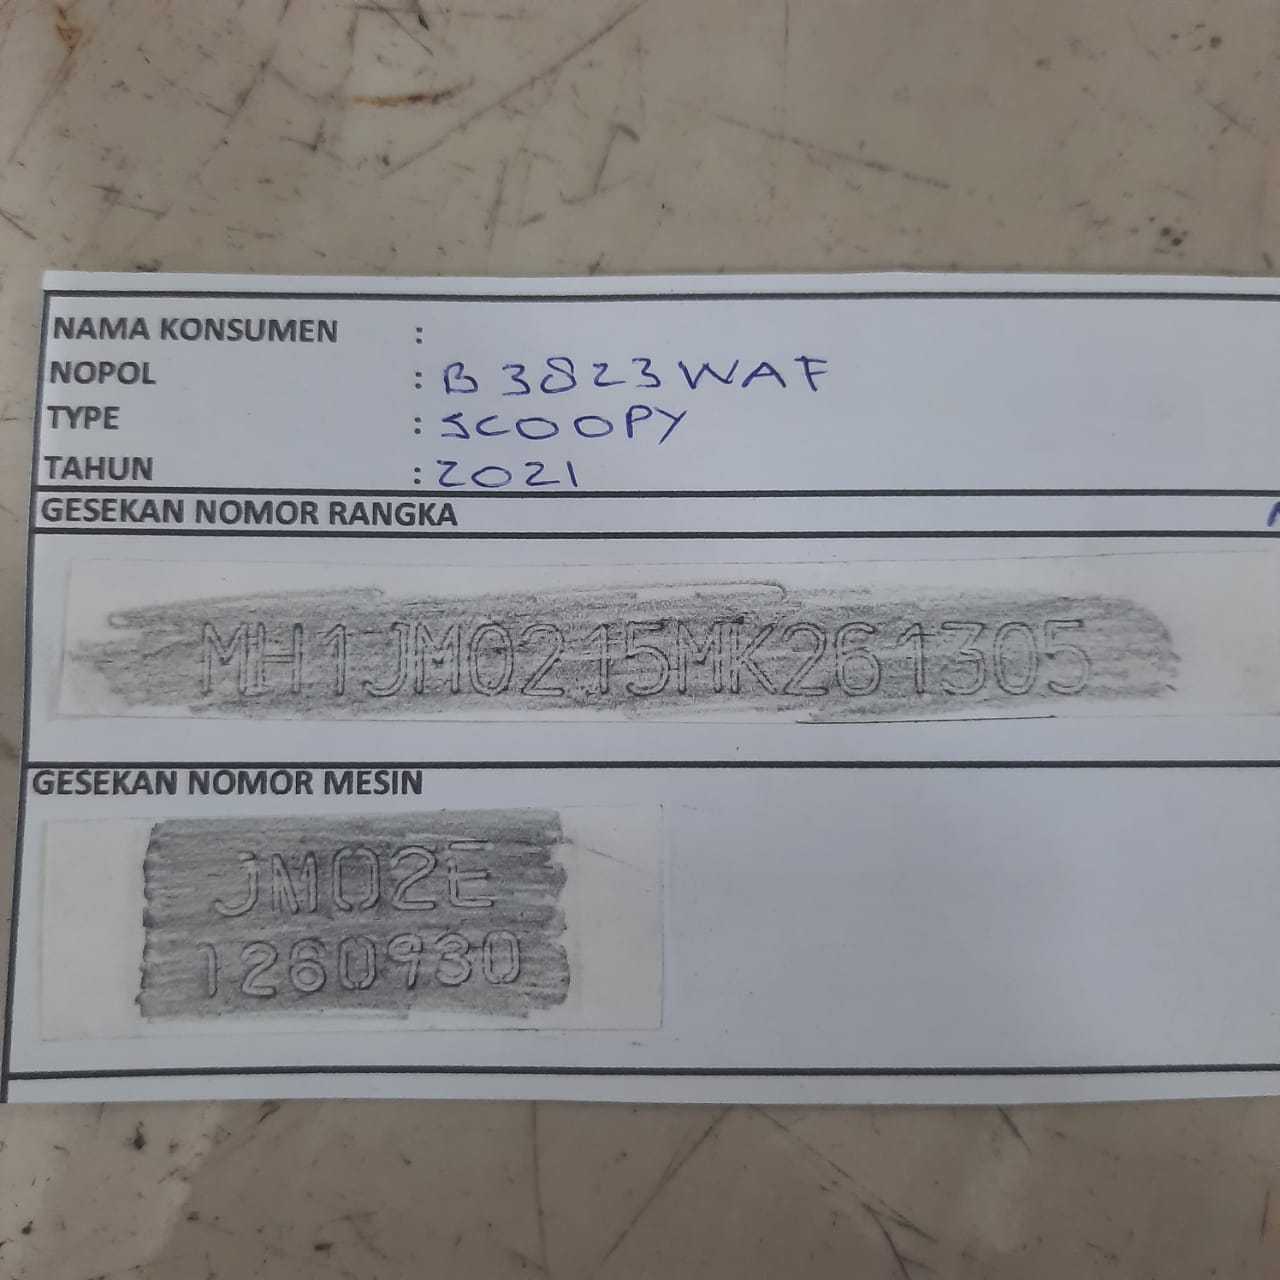 NAMA KONSUMEN :
NOPOL : B 3823 WAF
TYPE : SCOOPY
TAHUN : 2021
GESEKAN NOMOR RANGKA
MH1JM0215MK261305
GESEKAN NOMOR MESIN
JM02E
1260930